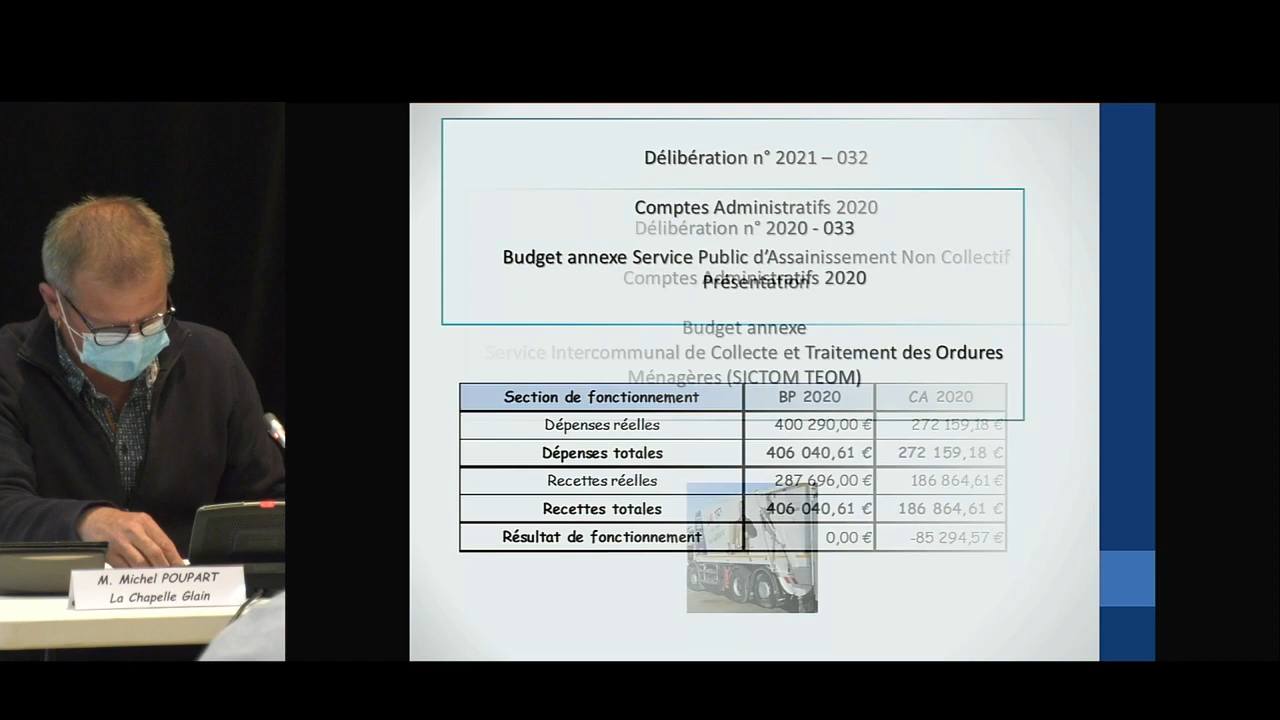 Délibération n° 2021 – 032
Comptes Administratifs 2020
Délibération n° 2020 - 033
Budget annexe Service Public d'Assainissement Non Collectif
Comptes Administratifs 2020
Présentation
Budget annexe
Service Intercommunal de Collecte et Traitement des Ordures
Ménagères (SICTOM TEOM)
Section de fonctionnement BP 2020 CA 2020
Dépenses réelles 400 290,00 € 272 159,18 €
Dépenses totales 406 040,61 € 272 159,18 €
Recettes réelles 287 696,00 € 186 864,61 €
Recettes totales 406 040,61 € 186 864,61 €
Résultat de fonctionnement 0,00 € -85 294,57 €
M. Michel POUPART
La Chapelle Glain